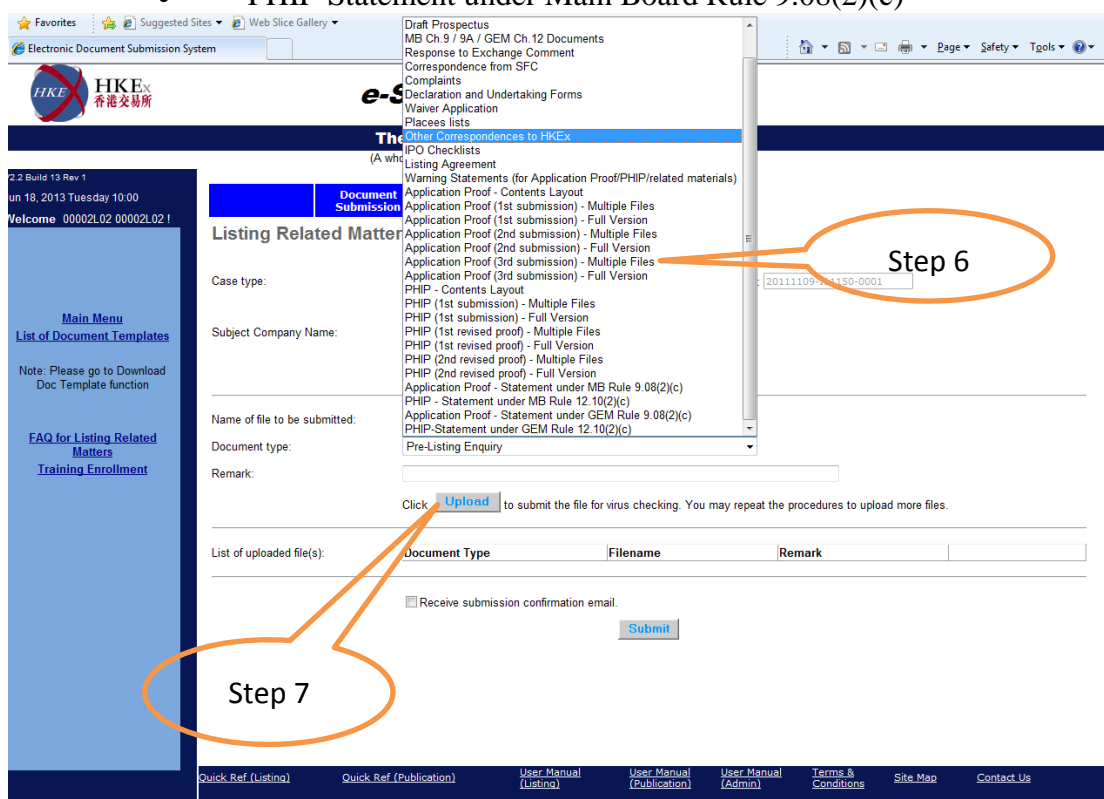 PHIP Statement under Main Board Rule 9.08(2)(c)
Favorites Suggested Sites Web Slice Gallery
Electronic Document Submission System
Page Safety Tools
HKEx
香港交易所
HKE
e-S
The
(A who
V2.2 Build 13 Rev 1
Jun 18, 2013 Tuesday 10:00
Welcome 00002L02 00002L02 !
Main Menu
List of Document Templates
Note: Please go to Download
Doc Template function
FAQ for Listing Related
Matters
Training Enrollment
Document
Submission
Listing Related Matter
Case type:
20111109-
1150-0001
Subject Company Name:
Draft Prospectus
MB Ch.9 / 9A / GEM Ch.12 Documents
Response to Exchange Comment
Correspondence from SFC
Complaints
Declaration and Undertaking Forms
Waiver Application
Placees lists
Other Correspondences to HKEx
IPO Checklists
Listing Agreement
Warning Statements (for Application Proof/PHIP/related materials)
Application Proof - Contents Layout
Application Proof (1st submission) - Multiple Files
Application Proof (1st submission) - Full Version
Application Proof (2nd submission) - Multiple Files
Application Proof (2nd submission) - Full Version
Application Proof (3rd submission) - Multiple Files
Application Proof (3rd submission) - Full Version
PHIP - Contents Layout
PHIP (1st submission) - Multiple Files
PHIP (1st submission) - Full Version
PHIP (1st revised proof) - Multiple Files
PHIP (1st revised proof) - Full Version
PHIP (2nd revised proof) - Multiple Files
PHIP (2nd revised proof) - Full Version
Application Proof - Statement under MB Rule 9.08(2)(c)
PHIP - Statement under MB Rule 12.10(2)(c)
Application Proof - Statement under GEM Rule 9.08(2)(c)
PHIP-Statement under GEM Rule 12.10(2)(c)
Step 6
Name of file to be submitted:
Document type: Pre-Listing Enquiry
Remark:
Click Upload to submit the file for virus checking. You may repeat the procedures to upload more files.
List of uploaded file(s): Document Type Filename Remark
Receive submission confirmation email.
Submit
Step 7
Quick Ref (Listing) Quick Ref (Publication) User Manual (Listing) User Manual (Publication) User Manual (Admin) Terms & Conditions Site Map Contact Us